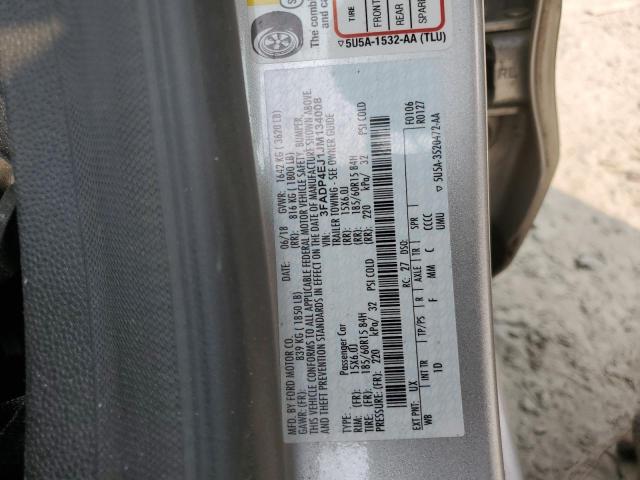 The combin
and ca
TIRE
FRONT
REAR
SPARE
▽5U5A-1532-AA (TLU)
MFD. BY FORD MOTOR CO.
DATE: 06/18 GVWR: 1642 KG ( 3620 LB)
GAWR: (FR): 839 KG ( 1850 LB) (RR): 816 KG ( 1800 LB)
THIS VEHICLE CONFORMS TO ALL APPLICABLE FEDERAL MOTOR VEHICLE SAFETY, BUMPER,
AND THEFT PREVENTION STANDARDS IN EFFECT ON THE DATE OF MANUFACTURE SHOWN ABOVE.
VIN: 3FADP4EJ1JM134008
TYPE: Passenger Car TRAILER TOWING - SEE OWNER GUIDE
RIM: (FR): 15X6.0J (RR): 15X6.0J
TIRE: (FR): 185/60R15 84H (RR): 185/60R15 84H
PRESSURE: (FR): 220 kPa/ 32 PSI COLD (RR): 220 kPa/ 32 PSI COLD
EXT PNT: UX RC: 27 DSO: F0106
R0127
WB INT TR TP/PS R AXLE TR SPR
1D F MM C CCCC
UMU
▽5U5A-3520472-AA